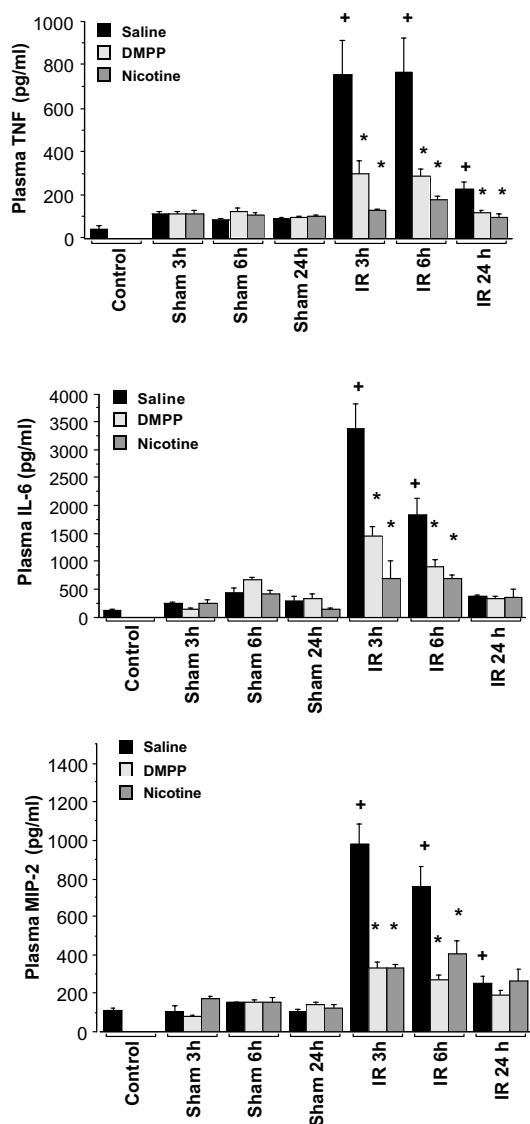 Plasma TNF (pg/ml)
1000
800
600
400
200
0
Saline
DMPP
Nicotine
+
*
*
+
*
*
+
*
*
Control
Sham 3h
Sham 6h
Sham 24h
IR 3h
IR 6h
IR 24 h
Plasma IL-6 (pg/ml)
4000
3500
3000
2500
2000
1500
1000
500
0
Saline
DMPP
Nicotine
+
*
*
+
*
*
Control
Sham 3h
Sham 6h
Sham 24h
IR 3h
IR 6h
IR 24 h
Plasma MIP-2 (pg/ml)
1400
1200
1000
800
600
400
200
0
Saline
DMPP
Nicotine
+
*
*
+
*
*
+
Control
Sham 3h
Sham 6h
Sham 24h
IR 3h
IR 6h
IR 24 h